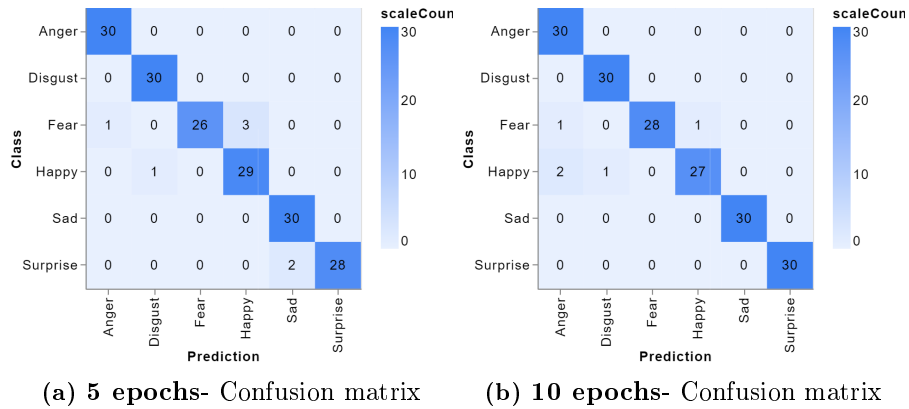 scaleCoun
Anger 30 0 0 0 0 0
Disgust 0 30 0 0 0 0
Fear 1 0 26 3 0 0
Happy 0 1 0 29 0 0
Sad 0 0 0 0 30 0
Surprise 0 0 0 0 2 28
Class
Anger Disgust Fear Happy Sad Surprise
Prediction
30
20
10
0
(a) 5 epochs- Confusion matrix
scaleCoun
Anger 30 0 0 0 0 0
Disgust 0 30 0 0 0 0
Fear 1 0 28 1 0 0
Happy 2 1 0 27 0 0
Sad 0 0 0 0 30 0
Surprise 0 0 0 0 0 30
Class
Anger Disgust Fear Happy Sad Surprise
Prediction
30
20
10
0
(b) 10 epochs- Confusion matrix